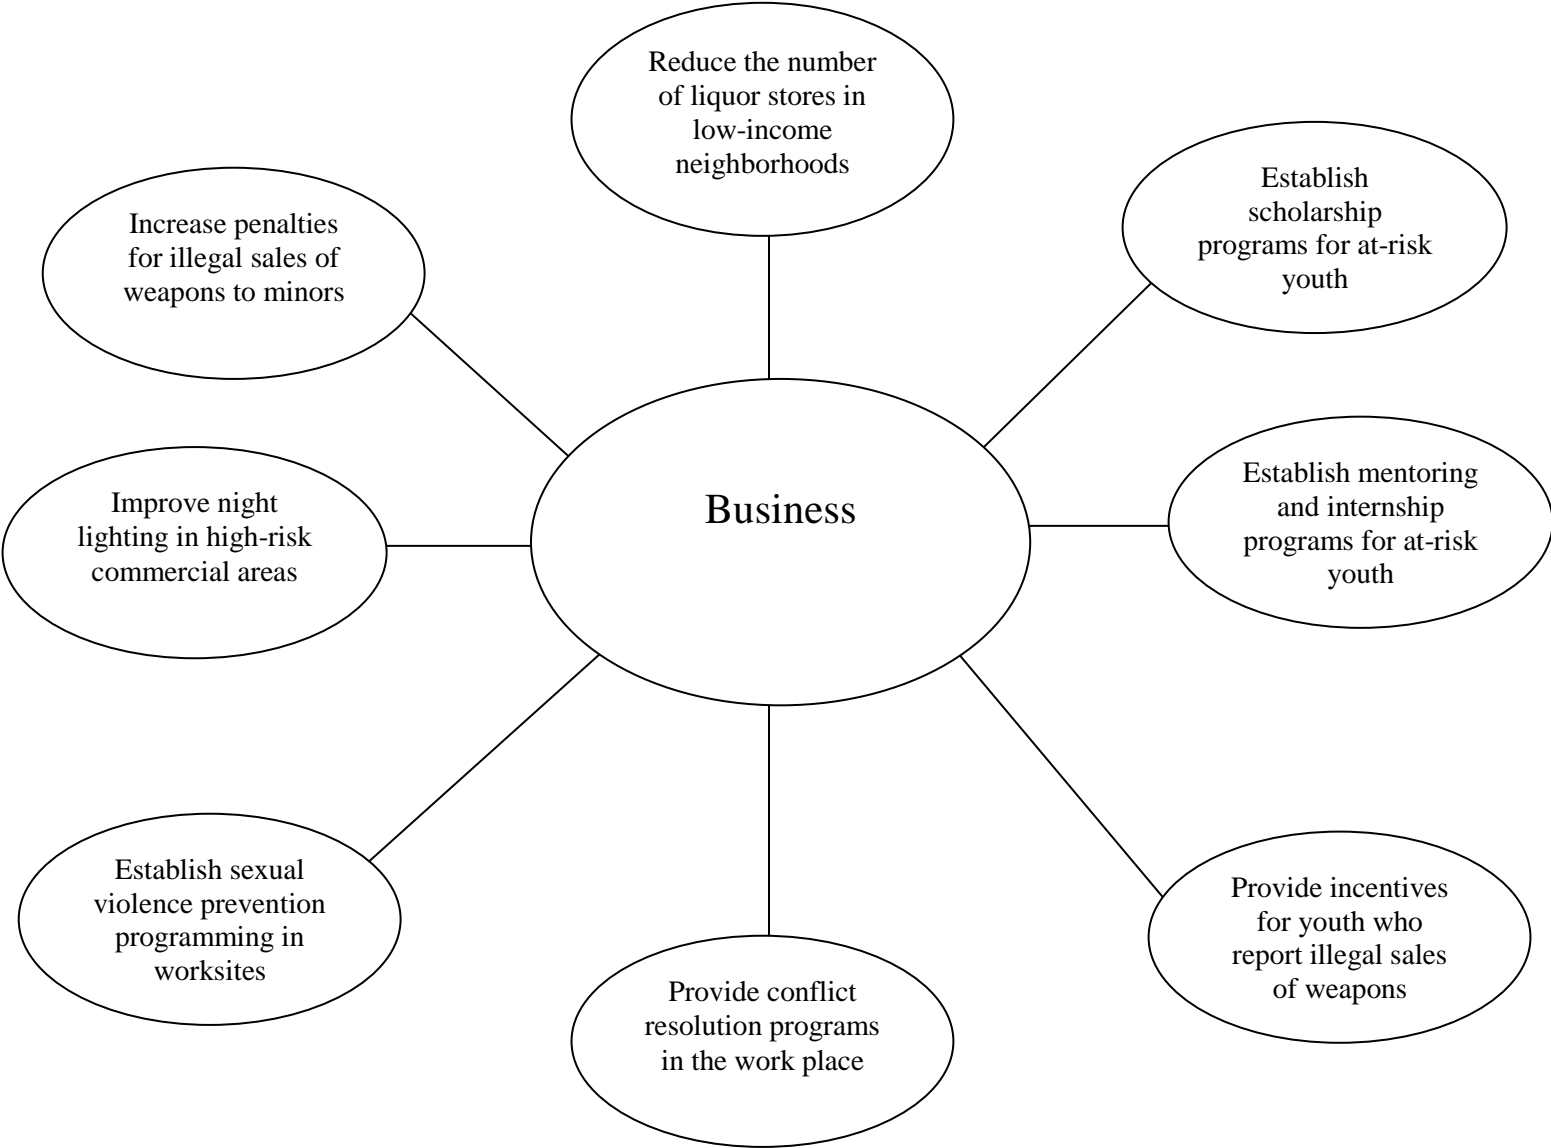 Reduce the number
of liquor stores in
low-income
neighborhoods
Establish
scholarship
programs for at-risk
youth
Increase penalties
for illegal sales of
weapons to minors
Establish mentoring
and internship
programs for at-risk
youth
Business
Improve night
lighting in high-risk
commercial areas
Establish sexual
violence prevention
programming in
worksites
Provide incentives
for youth who
report illegal sales
of weapons
Provide conflict
resolution programs
in the work place